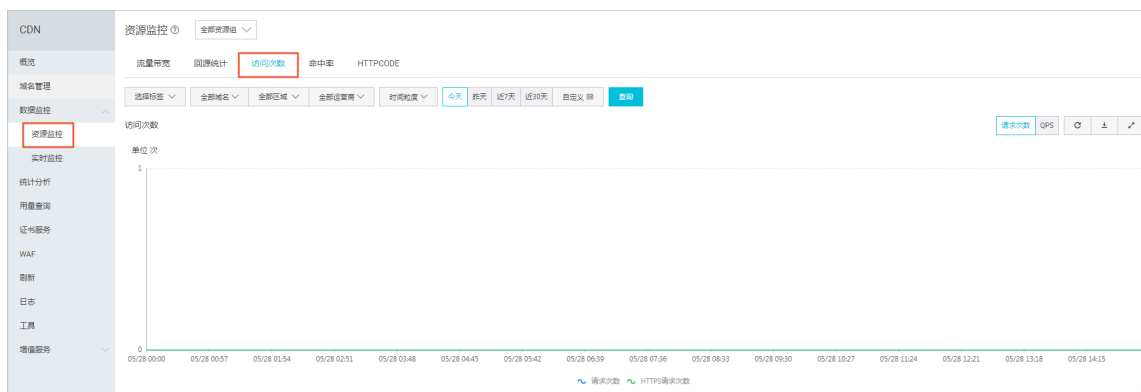 CDN
资源监控
全部资源组
概览
域名管理
数据监控
资源监控
实时监控
统计分析
用量查询
证书服务
WAF
刷新
日志
工具
增值服务
流量带宽 回源统计 访问次数 命中率 HTTPCODE
选择标签 全部域名 全部区域 全部运营商 时间粒度 今天 昨天 近7天 近30天 自定义 查询
访问次数
请求次数 QPS
单位 次
1
0
05/28 00:00 05/28 00:57 05/28 01:54 05/28 02:51 05/28 03:48 05/28 04:45 05/28 05:42 05/28 06:39 05/28 07:36 05/28 08:33 05/28 09:30 05/28 10:27 05/28 11:24 05/28 12:21 05/28 13:18 05/28 14:15
请求次数 HTTPS请求次数